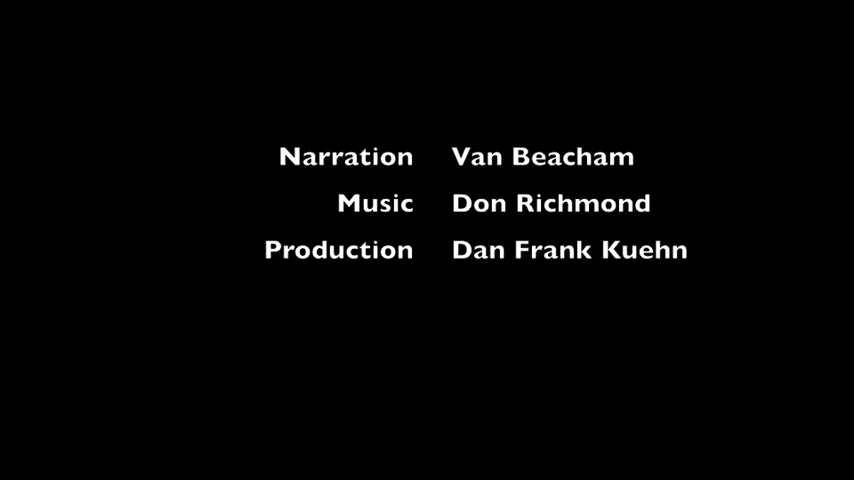 Narration Van Beacham
Music Don Richmond
Production Dan Frank Kuehn